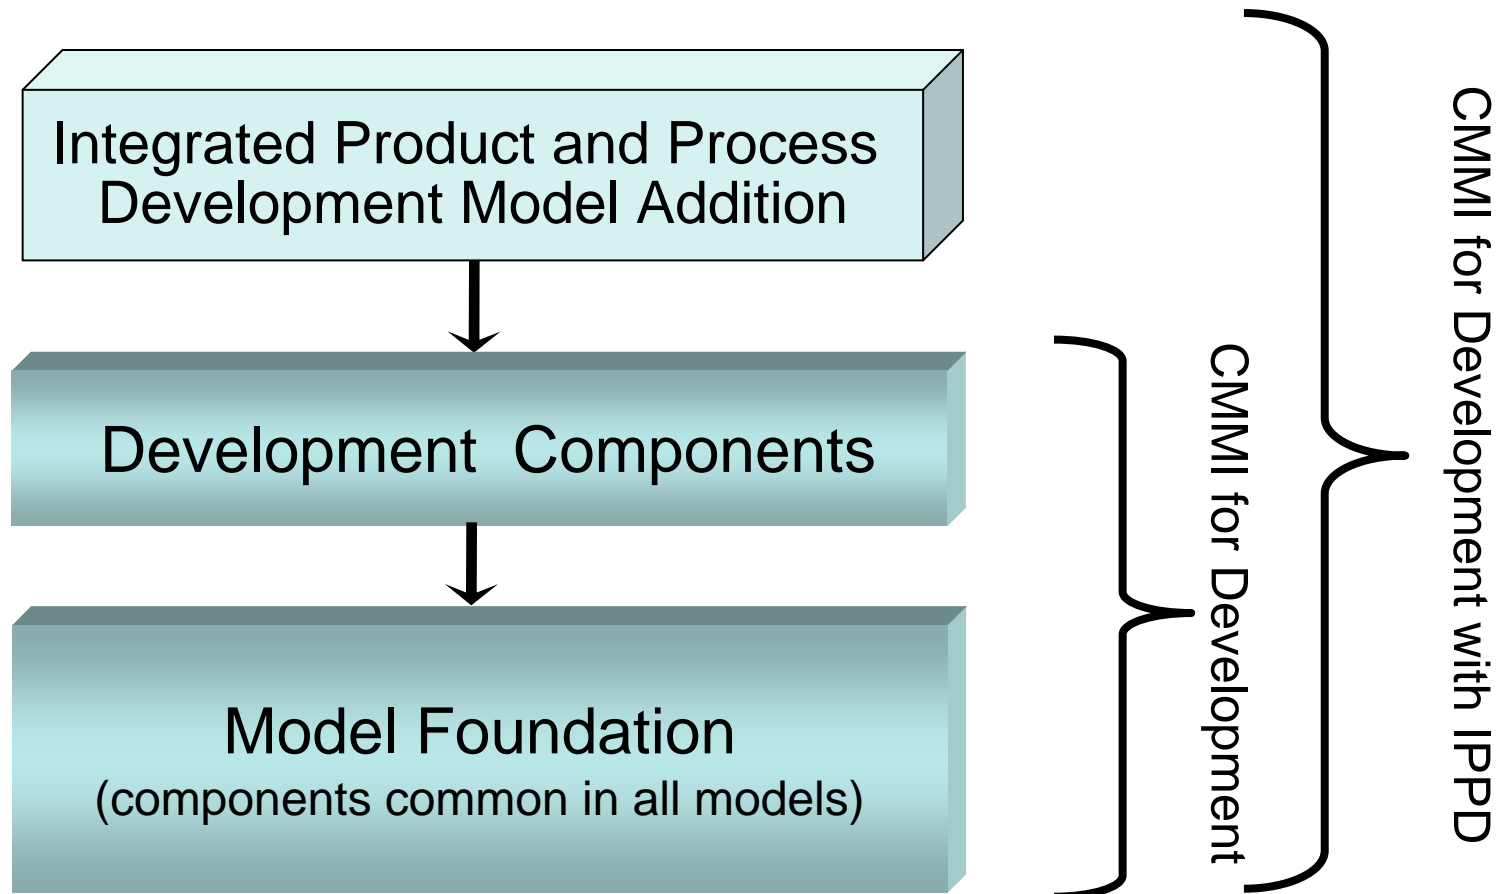 Integrated Product and Process
Development Model Addition
Development Components
Model Foundation
(components common in all models)
CMMI for Development
CMMI for Development with IPPD